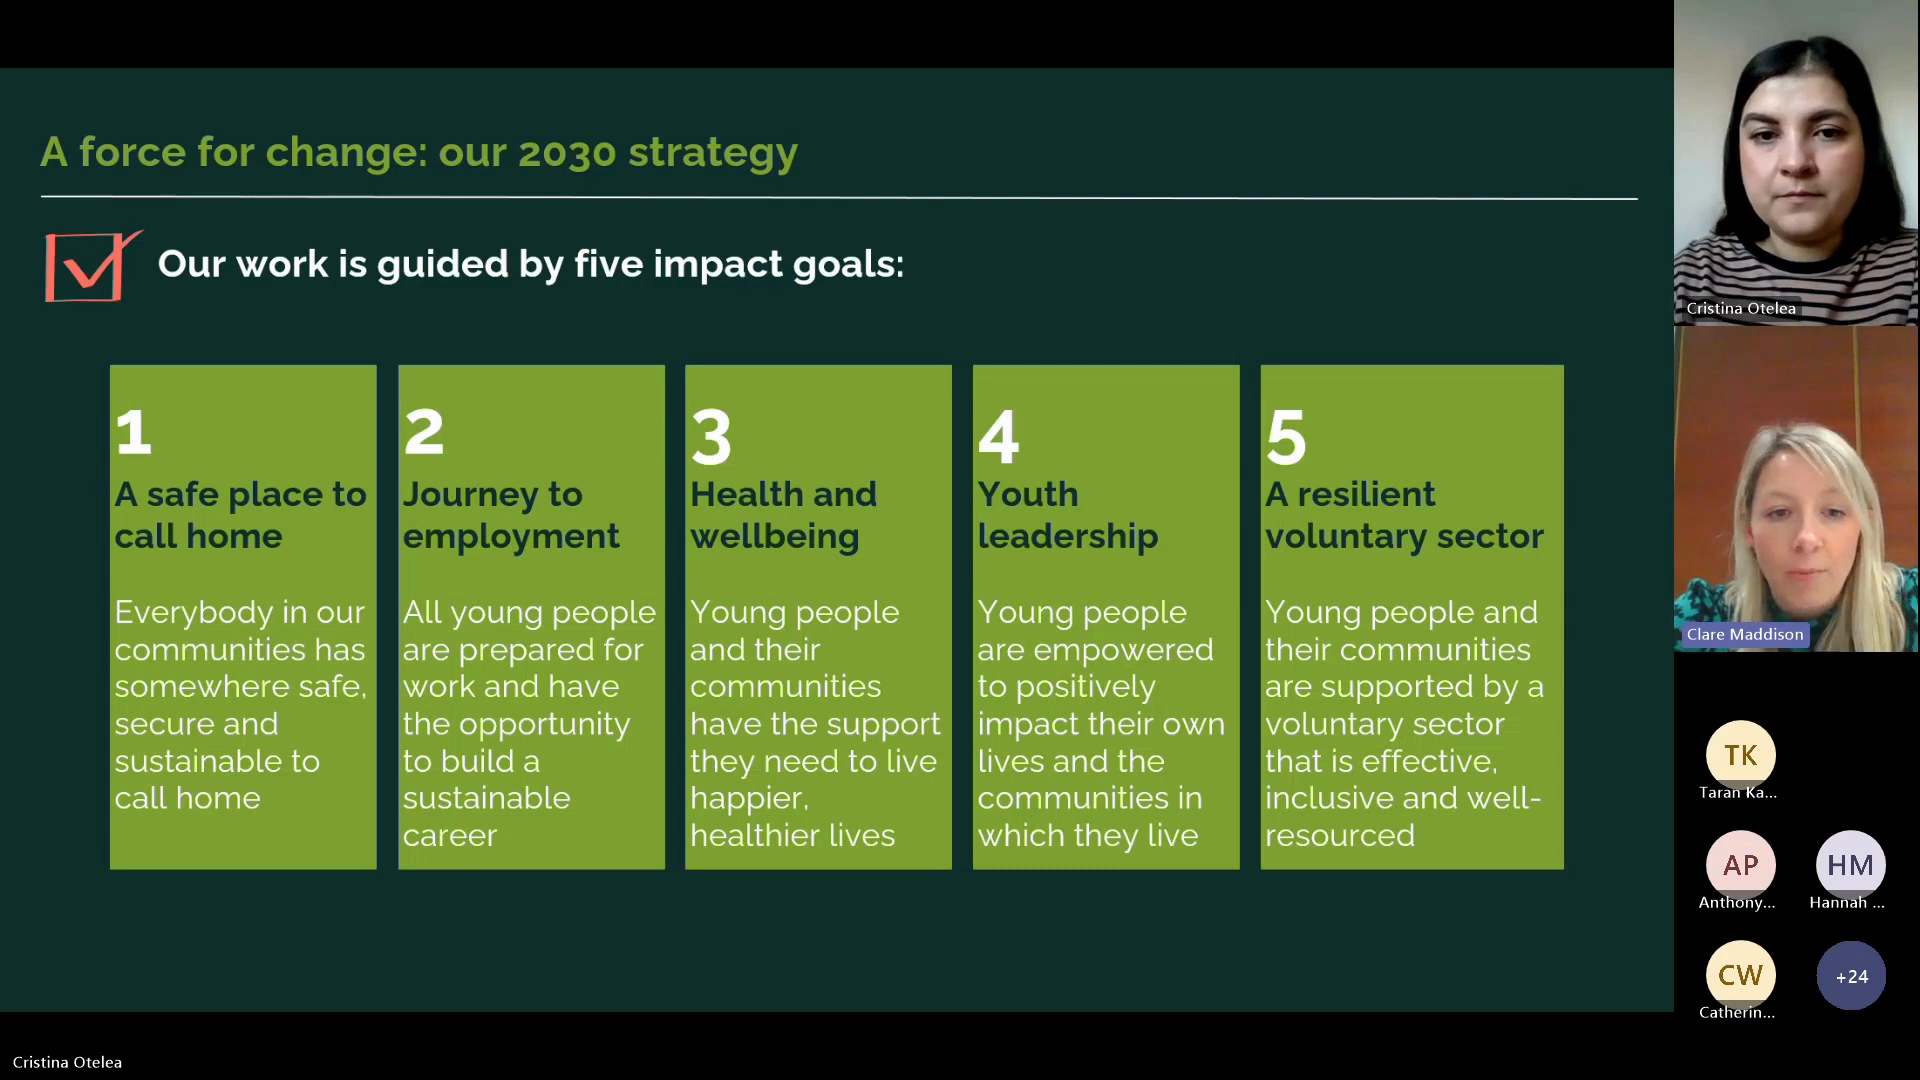 A force for change: our 2030 strategy
Our work is guided by five impact goals:
1
A safe place to
call home
Everybody in our
communities has
somewhere safe,
secure and
sustainable to
call home
2
Journey to
employment
All young people
are prepared for
work and have
the opportunity
to build a
sustainable
career
3
Health and
wellbeing
Young people
and their
communities
have the support
they need to live
happier,
healthier lives
4
Youth
leadership
Young people
are empowered
to positively
impact their own
lives and the
communities in
which they live
5
A resilient
voluntary sector
Young people and
their communities
are supported by a
voluntary sector
that is effective,
inclusive and well-
resourced
Cristina Otelea
Clare Maddison
TK
Taran Ka...
AP
Anthony...
HM
Hannah ...
CW
Catherin...
+24
Cristina Otelea